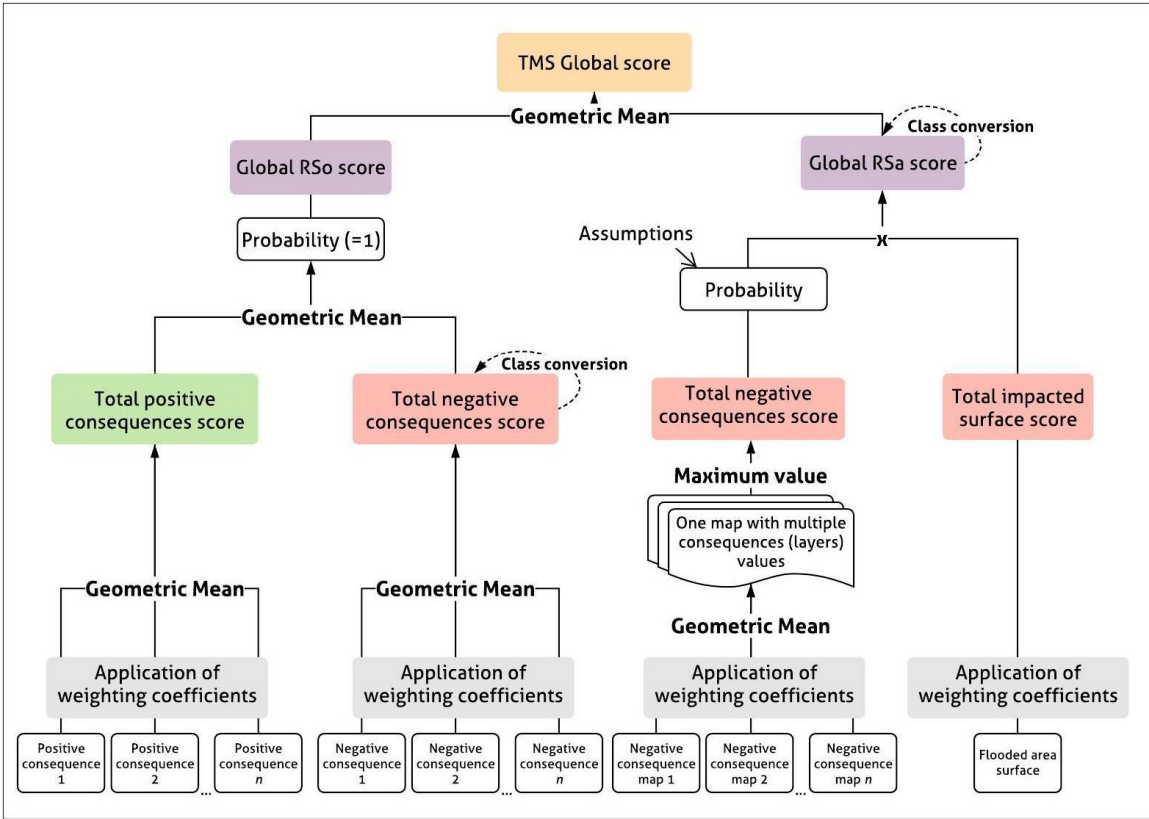 TMS Global score
Geometric Mean
Class conversion
Global RSo score
Global RSa score
Probability (=1)
Assumptions
x
Probability
Geometric Mean
Class conversion
Total positive
consequences score
Total negative
consequences score
Total negative
consequences score
Total impacted
surface score
Maximum value
One map with multiple
consequences (layers)
values
Geometric Mean
Geometric Mean
Geometric Mean
Application of
weighting coefficients
Application of
weighting coefficients
Application of
weighting coefficients
Application of
weighting coefficients
Positive
consequence
1
Positive
consequence
2
...
Positive
consequence
n
Negative
consequence
1
Negative
consequence
2
...
Negative
consequence
n
Negative
consequence
map 1
Negative
consequence
map 2
...
Negative
consequence
map n
Flooded area
surface